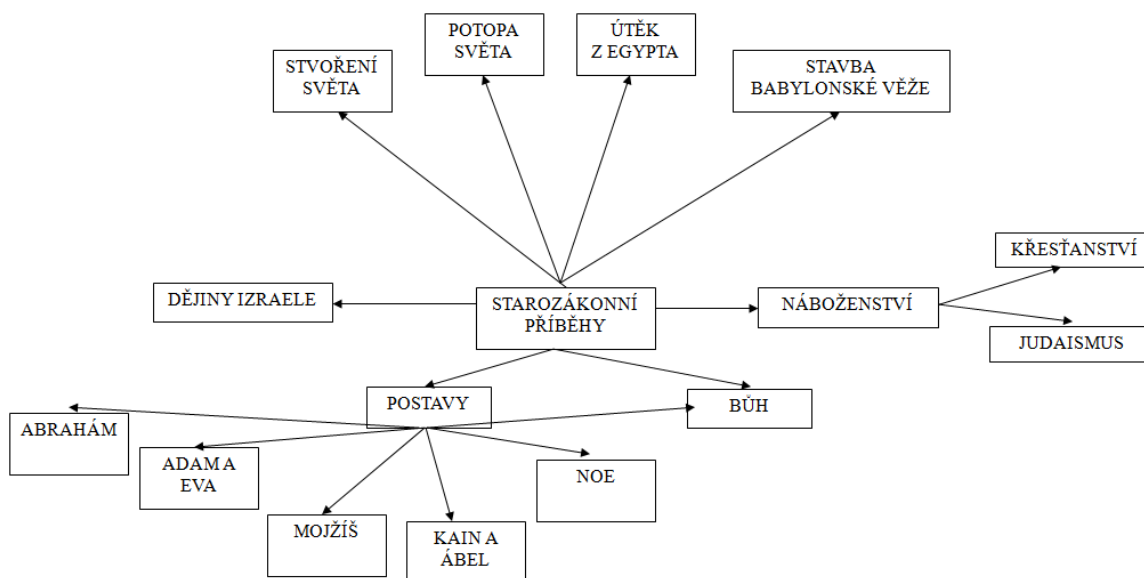 POTOPA
SVĚTA
ÚTĚK
Z EGYPTA
STVOŘENÍ
SVĚTA
STAVBA
BABYLONSKÉ VĚŽE
KŘESŤANSTVÍ
DĚJINY IZRAELE
STAROZÁKONNÍ
PŘÍBĚHY
NÁBOŽENSTVÍ
JUDAISMUS
POSTAVY
BŮH
ABRAHÁM
ADAM A
EVA
NOE
MOJŽÍŠ
KAIN A
ÁBEL